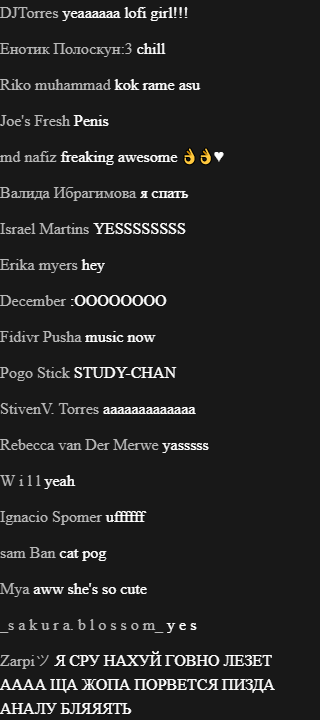 DJTorres yeaaaaaa lofi girl!!!
Енотик Полоскун:3 chill
Riko muhammad kok rame asu
Joe's Fresh Penis
md nafiz freaking awesome 👌👌♥
Валида Ибрагимова я спать
Israel Martins YESSSSSSSS
Erika myers hey
December :OOOOOOOO
Fidivr Pusha music now
Pogo Stick STUDY-CHAN
StivenV. Torres aaaaaaaaaaaaa
Rebecca van Der Merwe yasssss
W i l l yeah
Ignacio Spomer uffffff
sam Ban cat pog
Mya aww she's so cute
_s a k u r a. b l o s s o m_ y e s
Zarpiツ Я СРУ НАХУЙ ГОВНО ЛЕЗЕТ
АААА ЩА ЖОПА ПОРВЕТСЯ ПИЗДА
АНАЛУ БЛЯЯЯТЬ